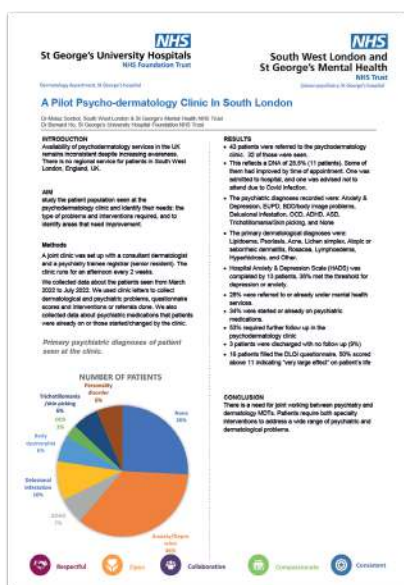 NHS
St George's University Hospitals
NHS Foundation Trust
NHS
South West London and
St George's Mental Health
NHS Trust
Dermatology Department, St George's hospital
A Pilot Psycho-dermatology Clinic In South London
INTRODUCTION
Availability of psychodermatology services in the UK
remains inconsistent despite increasing awareness.
There is no regional service for patients in South West
London, England, UK.
AIM
study the patient population seen at the
psychodermatology clinic and identify their needs: the
type of problems and interventions required, and to
identify areas that need improvement.
Methods
A joint clinic was set up with a consultant dermatologist
and a psychiatry trainee registrar (senior resident). The
clinic runs for an afternoon every 2 weeks.
We collected data about the patients seen from March
2022 to July 2022. We used clinic letters to collect
dermatological and psychiatric problems, questionnaire
scores and interventions or referrals done. We also
collected data about psychiatric medications that patients
were already on or those started/changed by the clinic.
Primary psychiatric diagnoses of patient
seen at the clinic.
NUMBER OF PATIENTS
Personality
disorder
6%
Trichotillomania
/skin picking
6%
OCD
3%
Body
6%
Delusional
infestation
10%
ADHD
7%
None
Anxiety/Depre
ssion
RESULTS
• 43 patients were referred to the psychodermatology
clinic. 32 of those were seen.
• This reflects a DNA of 25.5% (11 patients). Some of
them had improved by time of appointment. One was
admitted to hospital, and one was advised not to
attend due to Covid infection.
• The psychiatric diagnoses recorded were: Anxiety &
Depression, EUPD, BDD/body image problems,
Delusional infestation, OCD, ADHD, ASD,
Trichotillomania/Skin picking, and None
• The primary dermatological diagnoses were:
Lipidoma, Psoriasis, Acne, Lichen simplex, Atopic or
seborrheic dermatitis, Rosacea, Lymphoedema,
Hyperhidrosis, and Other.
• Hospital Anxiety & Depression Scale (HADS) was
completed by 13 patients. 38% met the threshold for
depression or anxiety.
• 28% were referred to or already under mental health
services.
• 34% were started or already on psychiatric
medications.
• 53% required further follow up in the
psychodermatology clinic
• 3 patients were discharged with no follow up (9%)
• 16 patients filled the DLQI questionnaire. 50% scored
above 11 indicating "very large effect" on patient's life
CONCLUSION
There is a need for joint working between psychiatry and
dermatology MDTs. Patients require both specialty
interventions to address a wide range of psychiatric and
dermatological problems.
Respectful
Open
Collaborative
Compassionate
Consistent